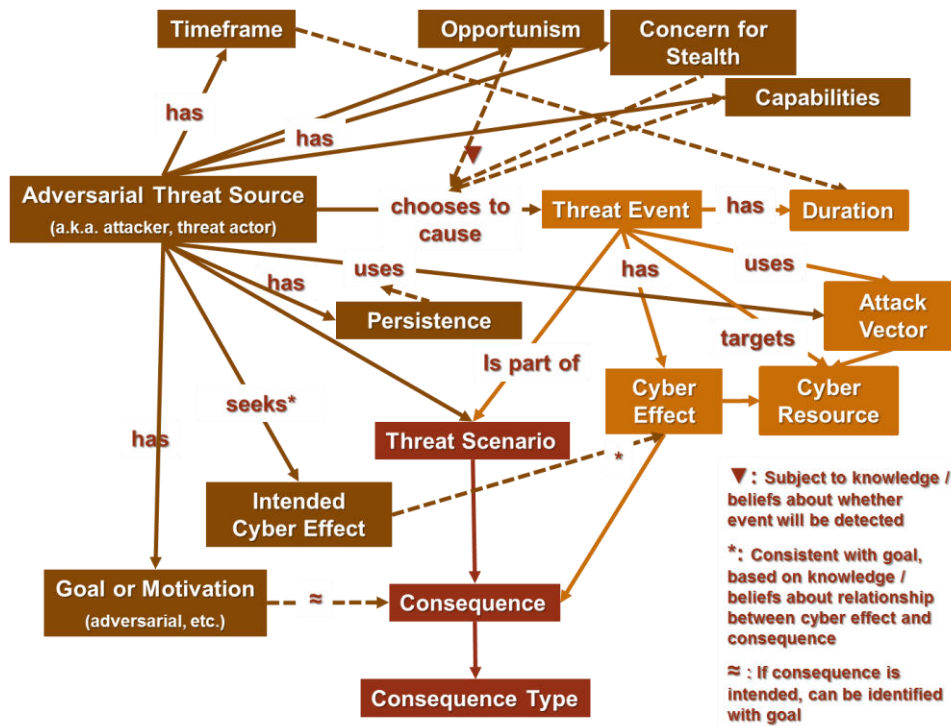 Timeframe
Opportunism
Concern for
Stealth
Capabilities
has
has
Adversarial Threat Source
(a.k.a. attacker, threat actor)
chooses to
cause
Threat Event
has
Duration
has
uses
has
uses
Persistence
Attack
Vector
targets
Is part of
Cyber
Effect
Cyber
Resource
seeks*
has
Threat Scenario
*
Intended
Cyber Effect
▼: Subject to knowledge /
beliefs about whether
event will be detected
*: Consistent with goal,
based on knowledge /
beliefs about relationship
between cyber effect and
consequence
Goal or Motivation
(adversarial, etc.)
≈
Consequence
≈ : If consequence is
intended, can be identified
with goal
Consequence Type